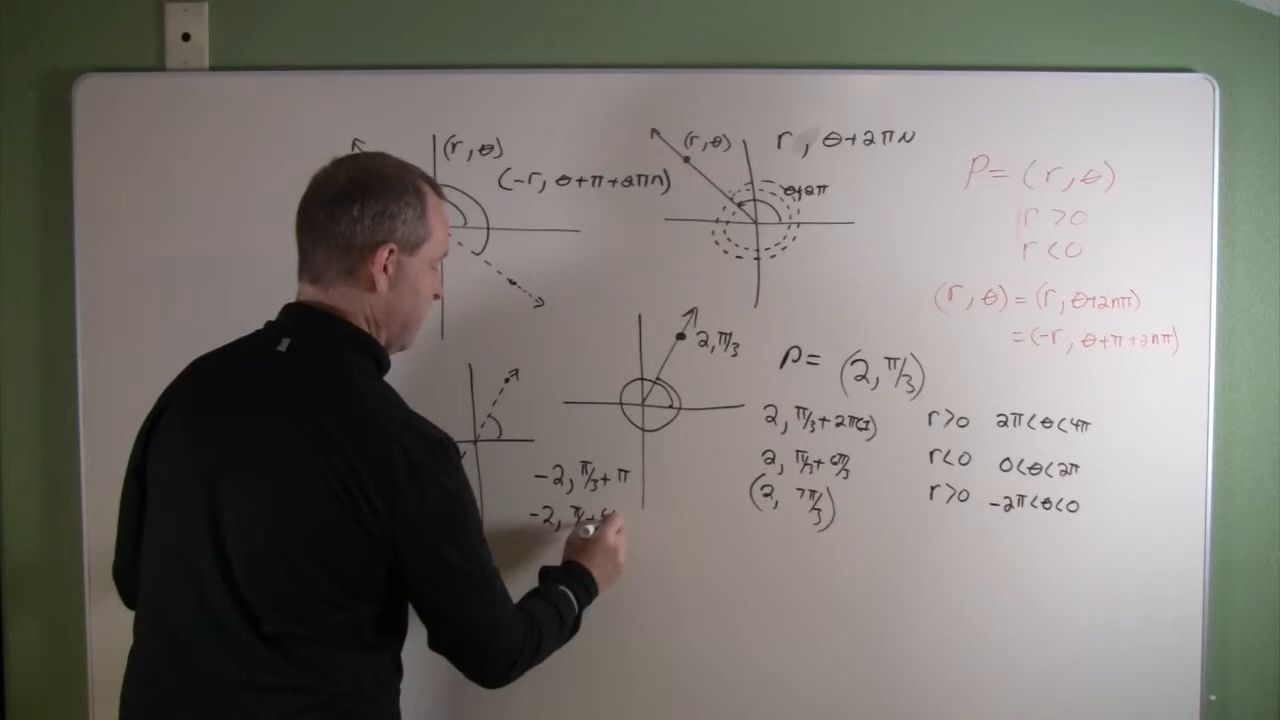 (r, θ)
(-r, θ+π+2πn)
(r, θ)
r, θ+2πN
θ+2π
P = (r, θ)
r > 0
r < 0
(r, θ) = (r, θ+2nπ)
= (-r, θ+π+2nπ)
2, π/3
P = (2, π/3)
2, π/3+2π(1)
r>0 2π<θ<4π
2, π/3+6π/3
r<0 0<θ<2π
(2, 7π/3)
r>0 -2π<θ<0
-2, π/3+π
-2,